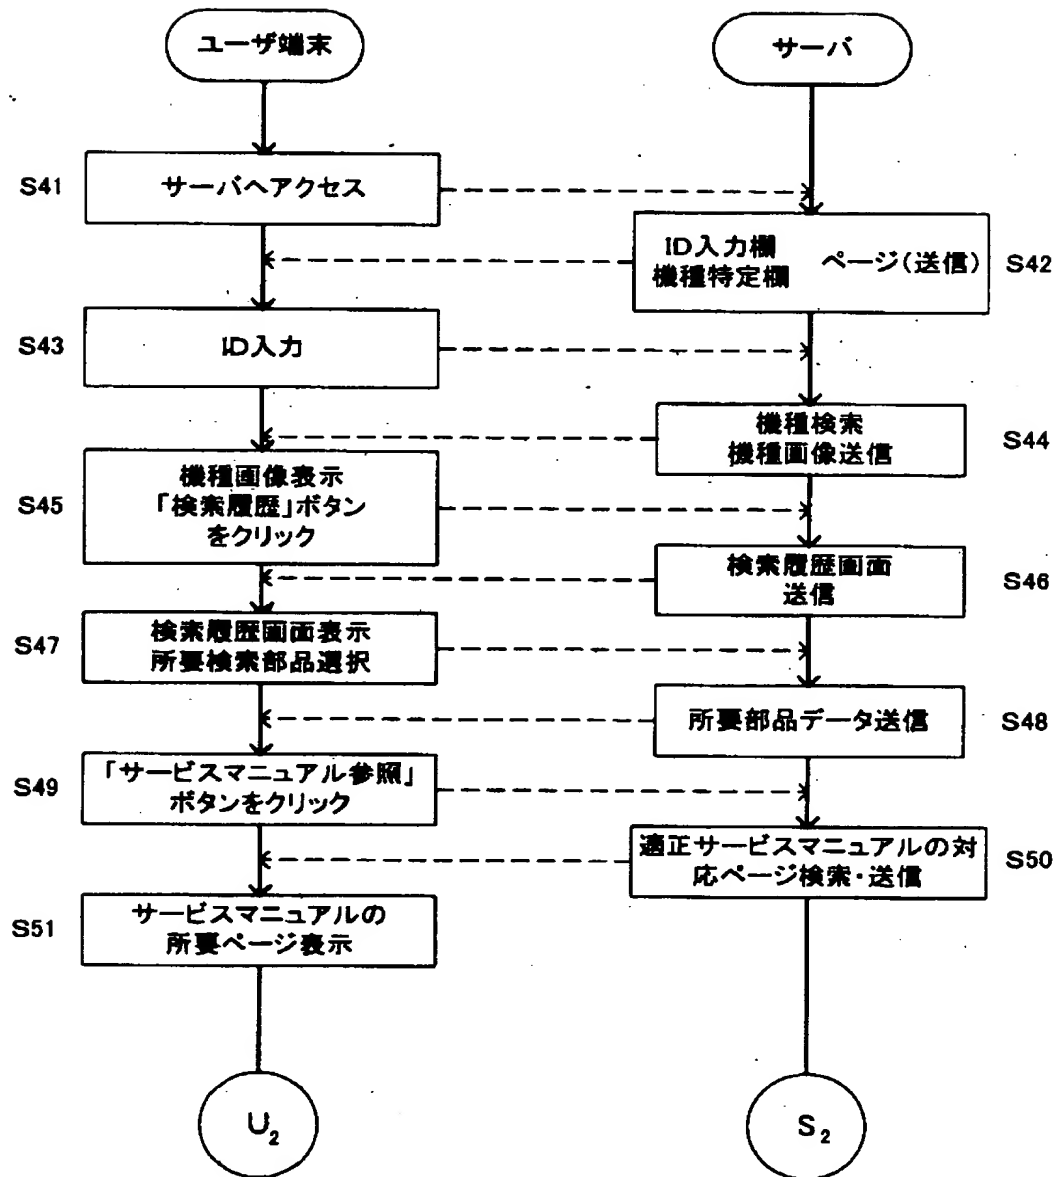 ユーザ端末
サーバ
S41
サーバへアクセス
ID入力欄
機種特定欄
ページ(送信)
S42
S43
ID入力
機種検索
機種画像送信
S44
S45
機種画像表示
「検索履歴」ボタン
をクリック
検索履歴画面
送信
S46
S47
検索履歴画面表示
所要検索部品選択
所要部品データ送信
S48
S49
「サービスマニュアル参照」
ボタンをクリック
適正サービスマニュアルの対
応ページ検索・送信
S50
S51
サービスマニュアルの
所要ページ表示
U2
S2